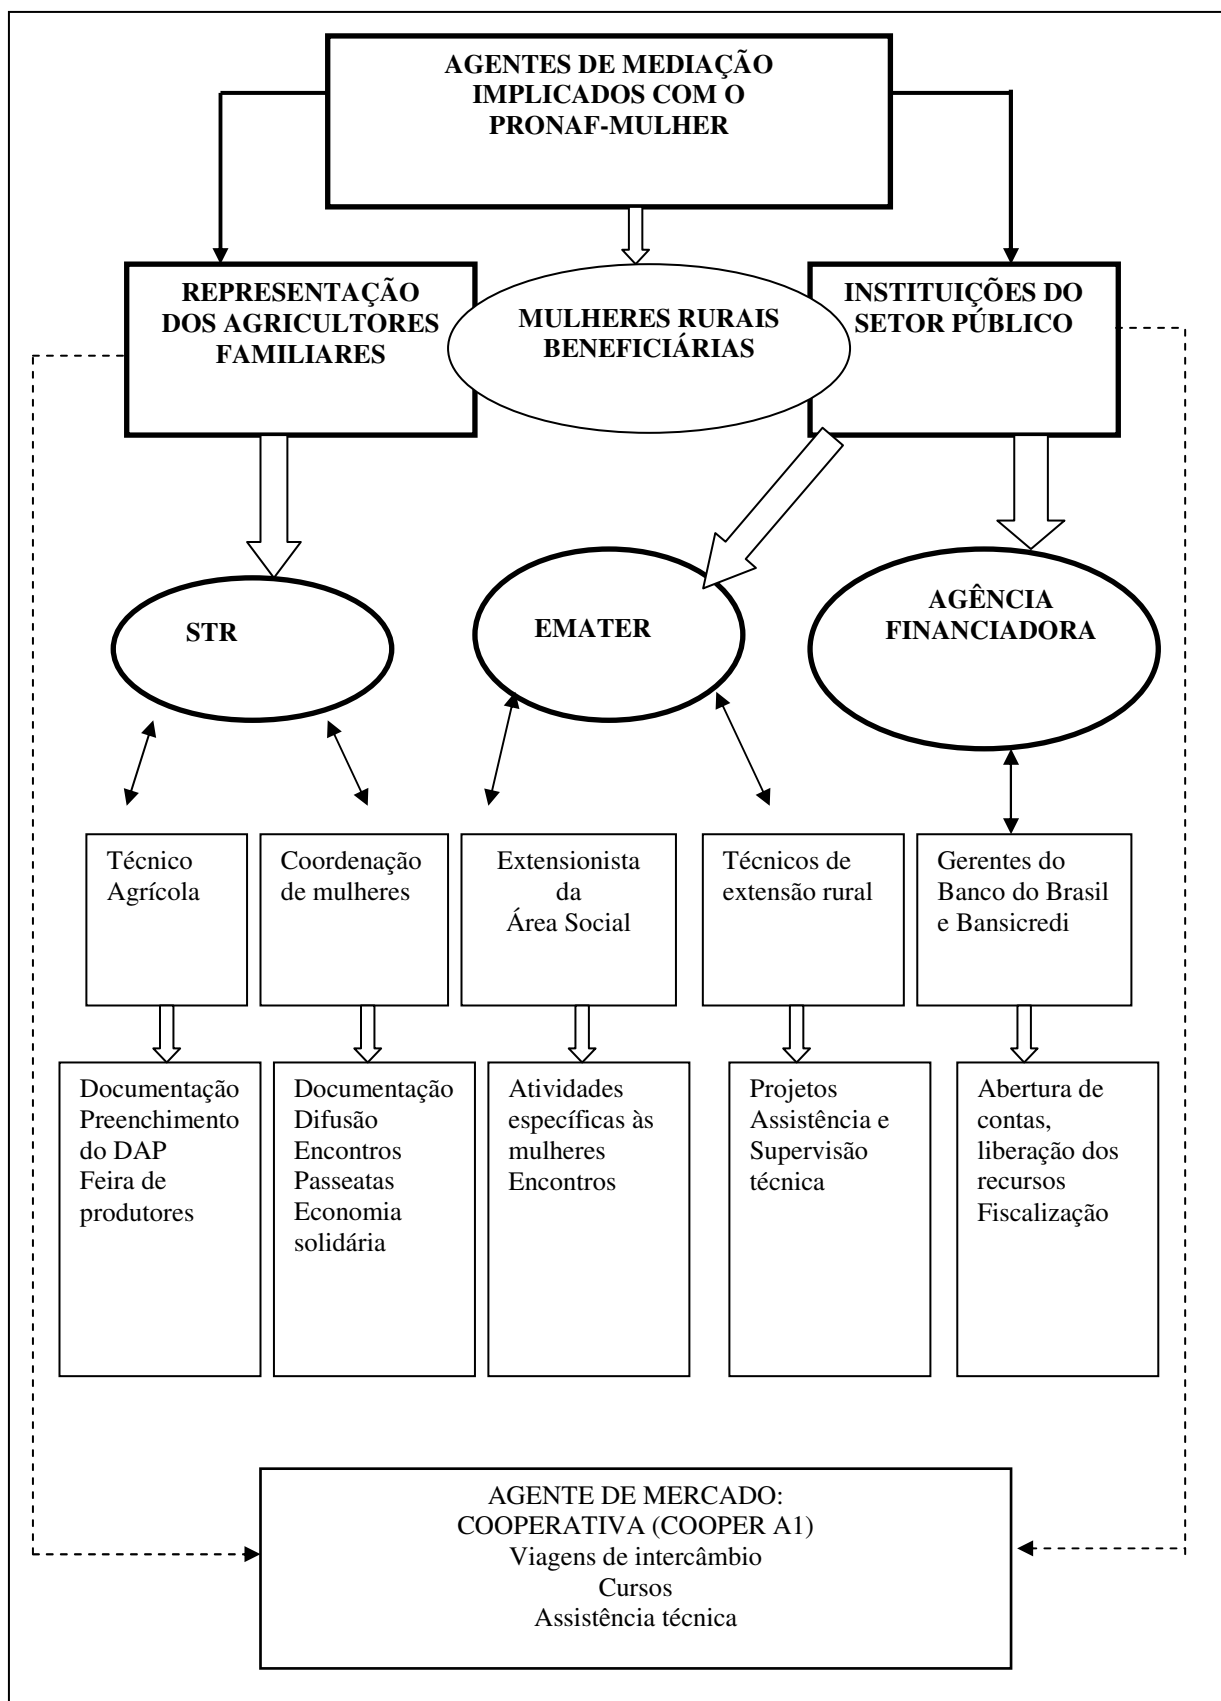 AGENTES DE MEDIAÇÃO
IMPLICADOS COM O
PRONAF-MULHER
REPRESENTAÇÃO
DOS AGRICULTORES
FAMILIARES
MULHERES RURAIS
BENEFICIÁRIAS
INSTITUIÇÕES DO
SETOR PÚBLICO
STR
EMATER
AGÊNCIA
FINANCIADORA
Técnico
Agrícola
Coordenação
de mulheres
Extensionista
da
Área Social
Técnicos de
extensão rural
Gerentes do
Banco do Brasil
e Bansicredi
Documentação
Preenchimento
do DAP
Feira de
produtores
Documentação
Difusão
Encontros
Passeatas
Economia
solidária
Atividades
específicas às
mulheres
Encontros
Projetos
Assistência e
Supervisão
técnica
Abertura de
contas,
liberação dos
recursos
Fiscalização
AGENTE DE MERCADO:
COOPERATIVA (COOPER A1)
Viagens de intercâmbio
Cursos
Assistência técnica